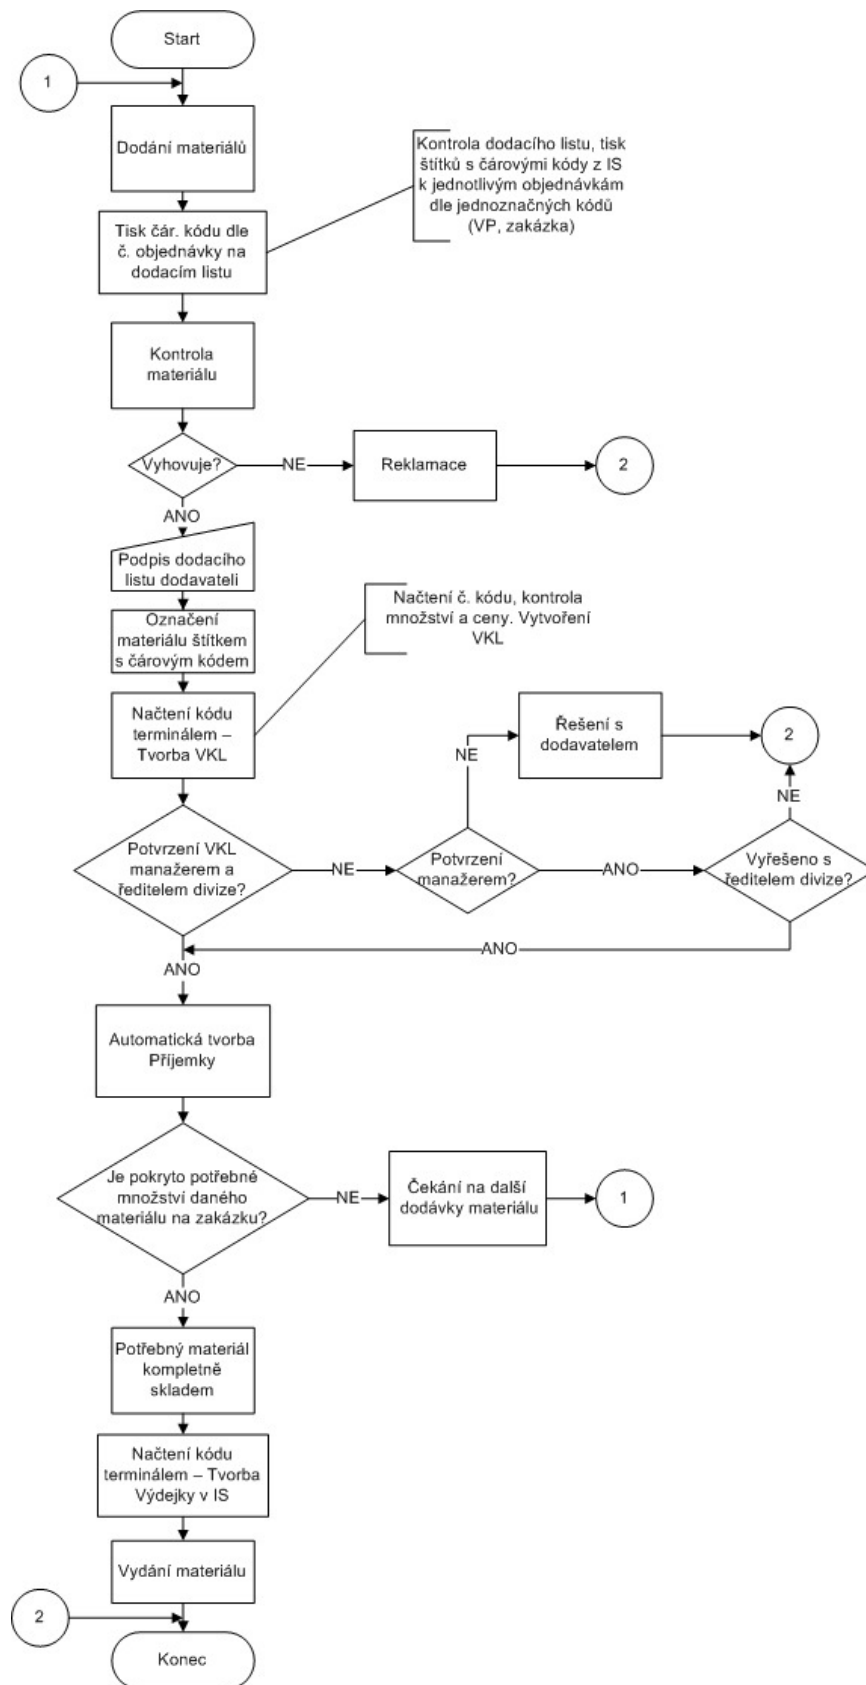 Start
1
Dodání materiálů
Kontrola dodacího listu, tisk
štítků s čárovými kódy z IS
k jednotlivým objednávkám
dle jednoznačných kódů
(VP, zakázka)
Tisk čár. kódu dle
č. objednávky na
dodacím listu
Kontrola
materiálu
Vyhovuje?
NE
Reklamace
2
ANO
Podpis dodacího
listu dodavateli
Označení
materiálu štítkem
s čárovým kódem
Načtení č. kódu, kontrola
množství a ceny. Vytvoření
VKL
Načtení kódu
terminálem –
Tvorba VKL
Řešení s
dodavatelem
2
NE
NE
Potvrzení VKL
manažerem a
ředitelem divize?
NE
Potvrzení
manažerem?
ANO
Vyřešeno s
ředitelem divize?
ANO
ANO
Automatická tvorba
Příjemky
Je pokryto potřebné
množství daného
materiálu na zakázku?
NE
Čekání na další
dodávky materiálu
1
ANO
Potřebný materiál
kompletně
skladem
Načtení kódu
terminálem – Tvorba
Výdejky v IS
Vydání materiálu
2
Konec